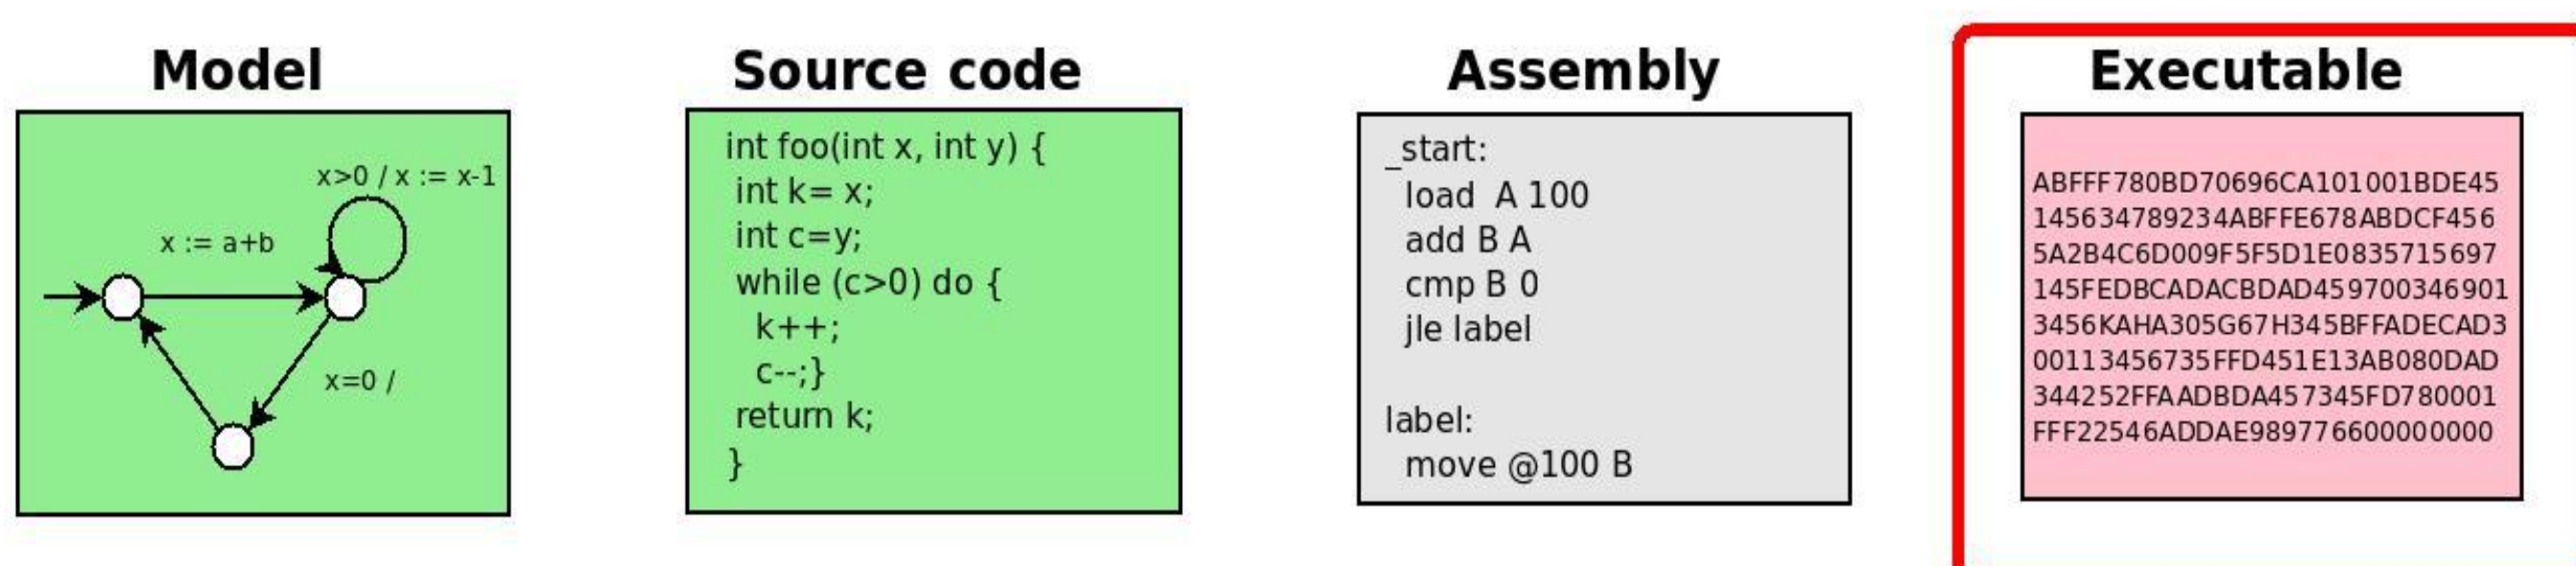 Model
x>0 / x := x-1
x := a+b
x=0 /
Source code
int foo(int x, int y) {
int k= x;
int c=y;
while (c>0) do {
k++;
c--;}
return k;
}
Assembly
_start:
load A 100
add B A
cmp B 0
jle label
label:
move @100 B
Executable
ABFFF780BD70696CA101001BDE45
145634789234ABFFE678ABDCF456
5A2B4C6D009F5F5D1E0835715697
145FEDBCADACBDAD459700346901
3456KAHA305G67H345BFFADECAD3
00113456735FFD451E13AB080DAD
344252FFAADBDA457345FD780001
FFF22546ADDAE989776600000000